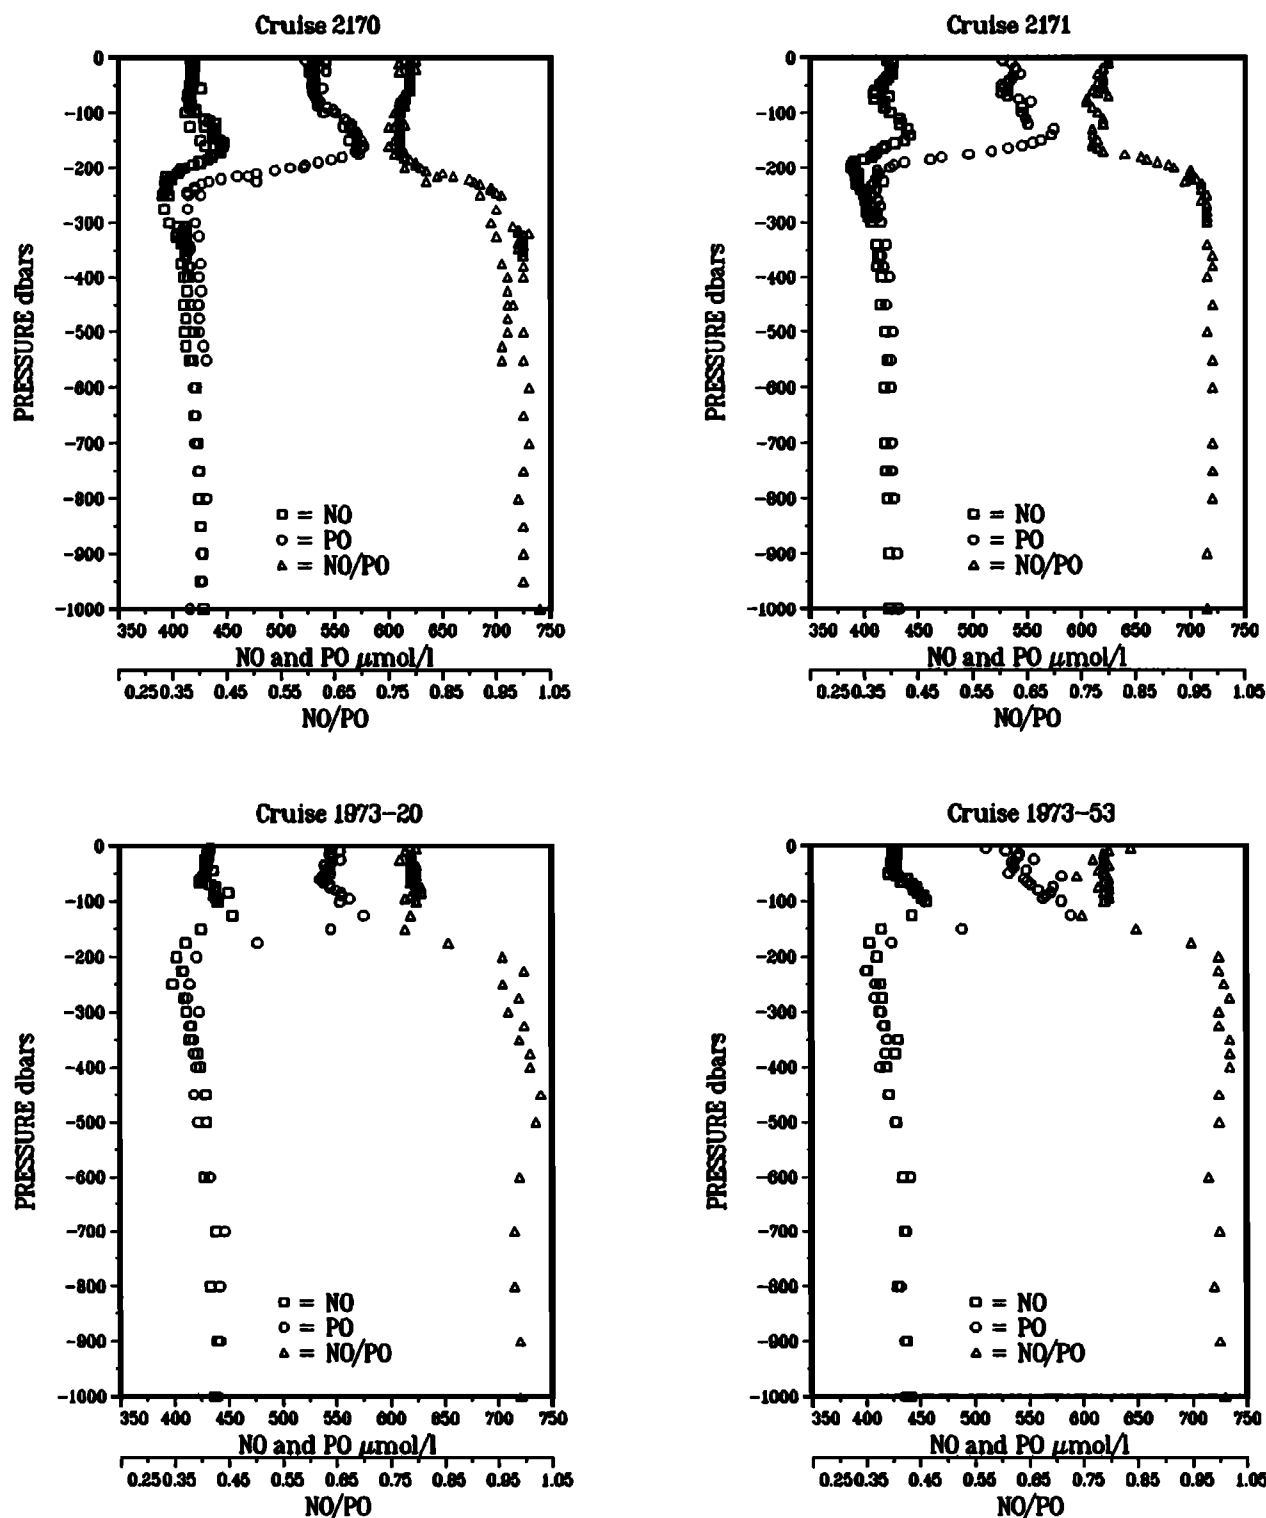 Cruise 2170
0
-100
-200
-300
-400
-500
-600
-700
-800
-900
-1000
PRESSURE dbars
□ = NO
○ = PO
△ = NO/PO
350 400 450 500 550 600 650 700 750
NO and PO μmol/l
0.25 0.35 0.45 0.55 0.65 0.75 0.85 0.95 1.05
NO/PO
Cruise 2171
0
-100
-200
-300
-400
-500
-600
-700
-800
-900
-1000
PRESSURE dbars
□ = NO
○ = PO
△ = NO/PO
350 400 450 500 550 600 650 700 750
NO and PO μmol/l
0.25 0.35 0.45 0.55 0.65 0.75 0.85 0.95 1.05
NO/PO
Cruise 1973-20
0
-100
-200
-300
-400
-500
-600
-700
-800
-900
-1000
PRESSURE dbars
□ = NO
○ = PO
△ = NO/PO
350 400 450 500 550 600 650 700 750
NO and PO μmol/l
0.25 0.35 0.45 0.55 0.65 0.75 0.85 0.95 1.05
NO/PO
Cruise 1973-53
0
-100
-200
-300
-400
-500
-600
-700
-800
-900
-1000
PRESSURE dbars
□ = NO
○ = PO
△ = NO/PO
350 400 450 500 550 600 650 700 750
NO and PO μmol/l
0.25 0.35 0.45 0.55 0.65 0.75 0.85 0.95 1.05
NO/PO